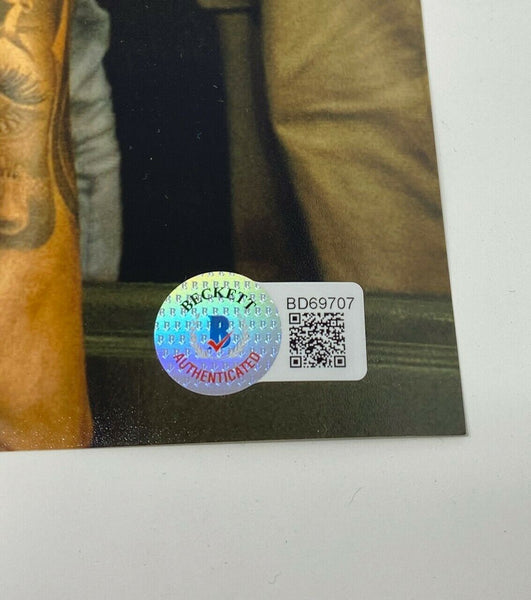 BECKETT
B
AUTHENTICATED
BD69707